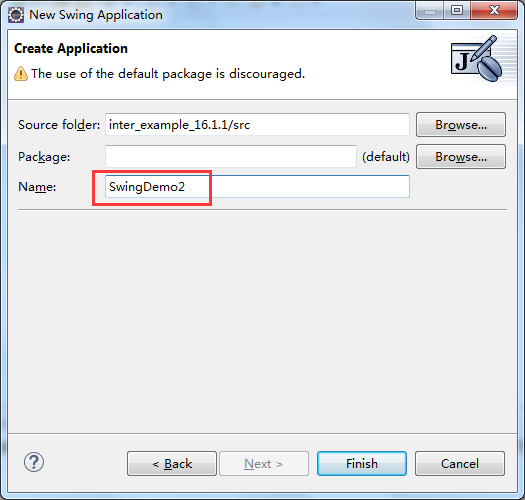 New Swing Application
Create Application
The use of the default package is discouraged.
Source folder: inter_example_16.1.1/src Browse...
Package: (default) Browse...
Name: SwingDemo2
? < Back Next > Finish Cancel